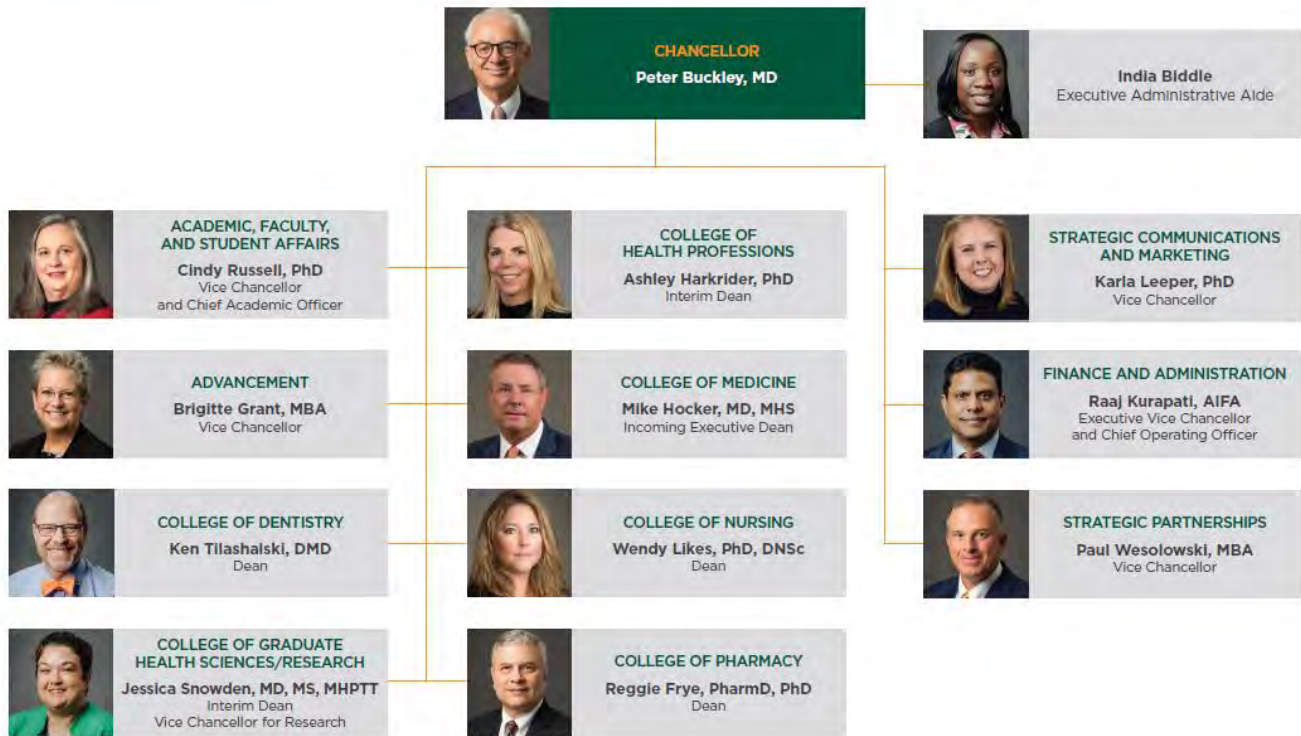 CHANCELLOR
Peter Buckley, MD
India Biddle
Executive Administrative Aide
ACADEMIC, FACULTY,
AND STUDENT AFFAIRS
Cindy Russell, PhD
Vice Chancellor
and Chief Academic Officer
COLLEGE OF
HEALTH PROFESSIONS
Ashley Harkrider, PhD
Interim Dean
STRATEGIC COMMUNICATIONS
AND MARKETING
Karla Leeper, PhD
Vice Chancellor
ADVANCEMENT
Brigitte Grant, MBA
Vice Chancellor
COLLEGE OF MEDICINE
Mike Hocker, MD, MHS
Incoming Executive Dean
FINANCE AND ADMINISTRATION
Raaj Kurapati, AIFA
Executive Vice Chancellor
and Chief Operating Officer
COLLEGE OF DENTISTRY
Ken Tilashalski, DMD
Dean
COLLEGE OF NURSING
Wendy Likes, PhD, DNSc
Dean
STRATEGIC PARTNERSHIPS
Paul Wesolowski, MBA
Vice Chancellor
COLLEGE OF GRADUATE
HEALTH SCIENCES/RESEARCH
Jessica Snowden, MD, MS, MHPTT
Interim Dean
Vice Chancellor for Research
COLLEGE OF PHARMACY
Reggie Frye, PharmD, PhD
Dean